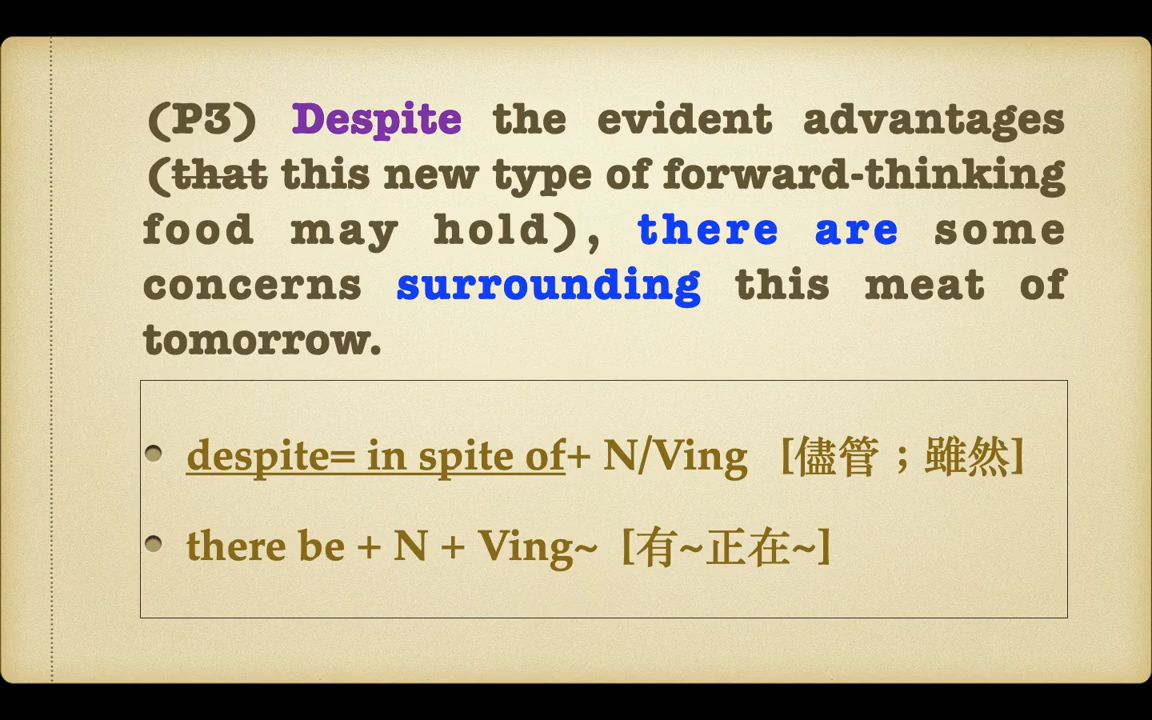 (P3) Despite the evident advantages
(that this new type of forward-thinking
food may hold), there are some
concerns surrounding this meat of
tomorrow.
• despite= in spite of+ N/Ving [儘管；雖然]
• there be + N + Ving~ [有~正在~]